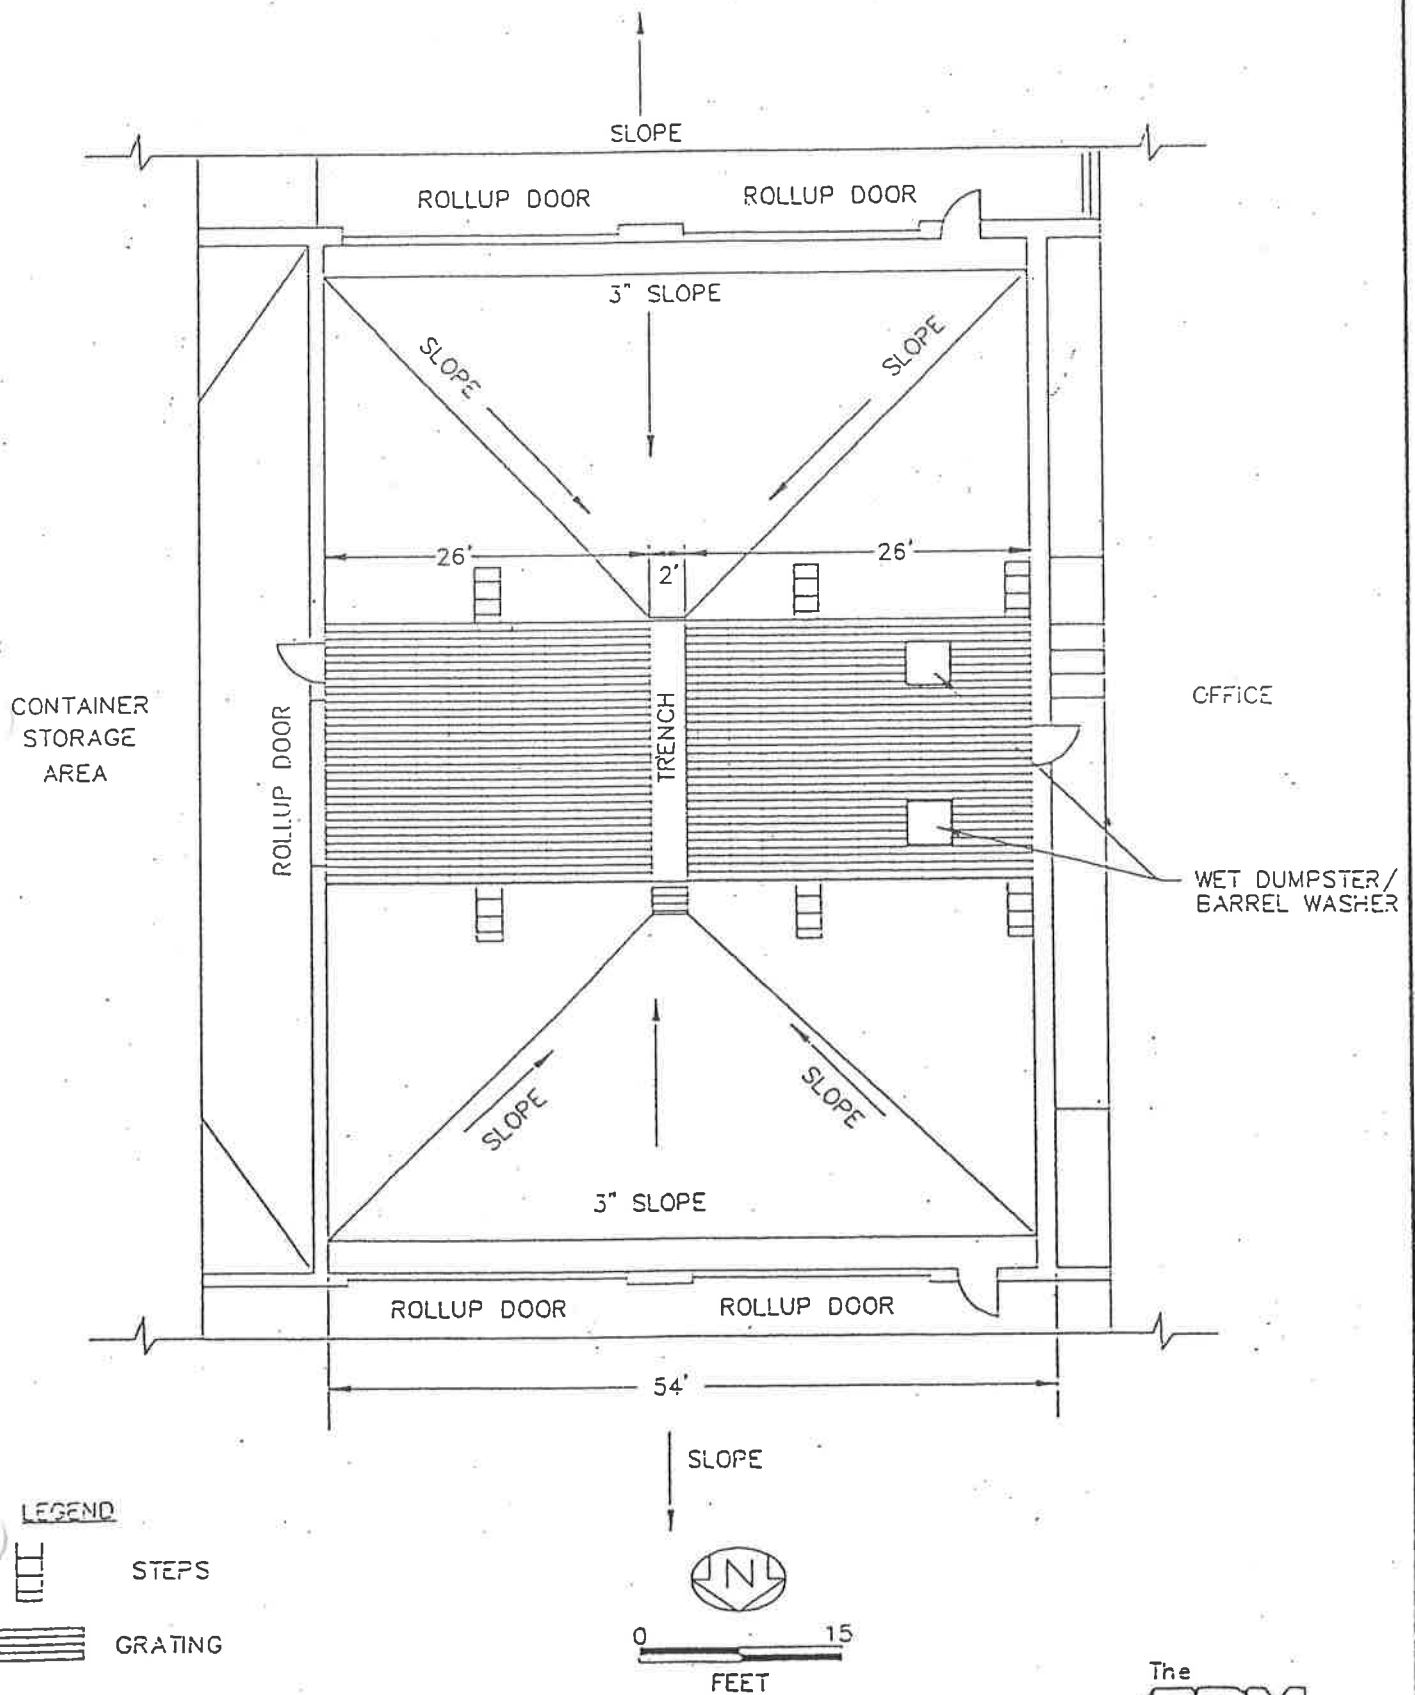 SLOPE
ROLLUP DOOR
ROLLUP DOOR
3" SLOPE
SLOPE
SLOPE
26'
2'
26'
CONTAINER
STORAGE
AREA
ROLLUP DOOR
TRENCH
OFFICE
WET DUMPSTER/
BARREL WASHER
SLOPE
SLOPE
3" SLOPE
ROLLUP DOOR
ROLLUP DOOR
54'
SLOPE
LEGEND
STEPS
GRATING
N
0 15
FEET
The